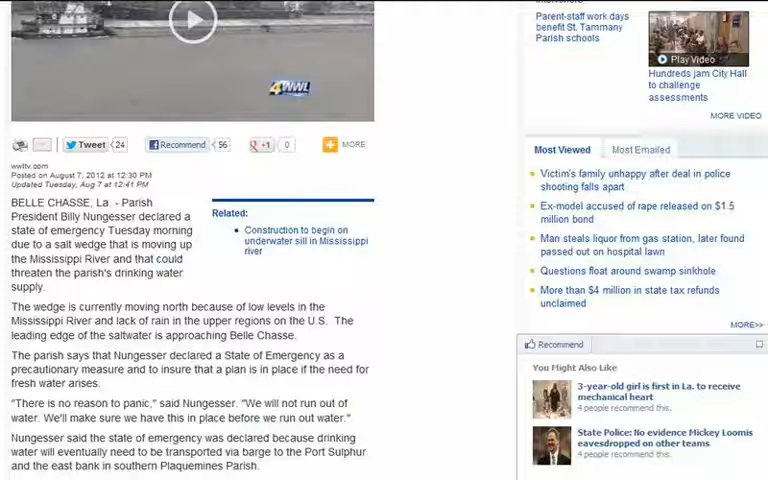 4WWL
Tweet 24 Recommend 56 +1 0 MORE
wwltv.com
Posted on August 7, 2012 at 12:30 PM
Updated Tuesday, Aug 7 at 12:41 PM
BELLE CHASSE, La. - Parish
President Billy Nungesser declared a
state of emergency Tuesday morning
due to a salt wedge that is moving up
the Mississippi River and that could
threaten the parish's drinking water
supply.
Related:
Construction to begin on
underwater sill in Mississippi
river
The wedge is currently moving north because of low levels in the
Mississippi River and lack of rain in the upper regions on the U.S. The
leading edge of the saltwater is approaching Belle Chasse.
The parish says that Nungesser declared a State of Emergency as a
precautionary measure and to insure that a plan is in place if the need for
fresh water arises.
"There is no reason to panic," said Nungesser. "We will not run out of
water. We'll make sure we have this in place before we run out water."
Nungesser said the state of emergency was declared because drinking
water will eventually need to be transported via barge to the Port Sulphur
and the east bank in southern Plaquemines Parish.
Parent-staff work days
benefit St. Tammany
Parish schools
Play Video
Hundreds jam City Hall
to challenge
assessments
MORE VIDEO
Most Viewed Most Emailed
Victim's family unhappy after deal in police
shooting falls apart
Ex-model accused of rape released on $1.5
million bond
Man steals liquor from gas station, later found
passed out on hospital lawn
Questions float around swamp sinkhole
More than $4 million in state tax refunds
unclaimed
MORE>>
Recommend
You Might Also Like
3-year-old girl is first in La. to receive
mechanical heart
4 people recommend this.
State Police: No evidence Mickey Loomis
eavesdropped on other teams
4 people recommend this.